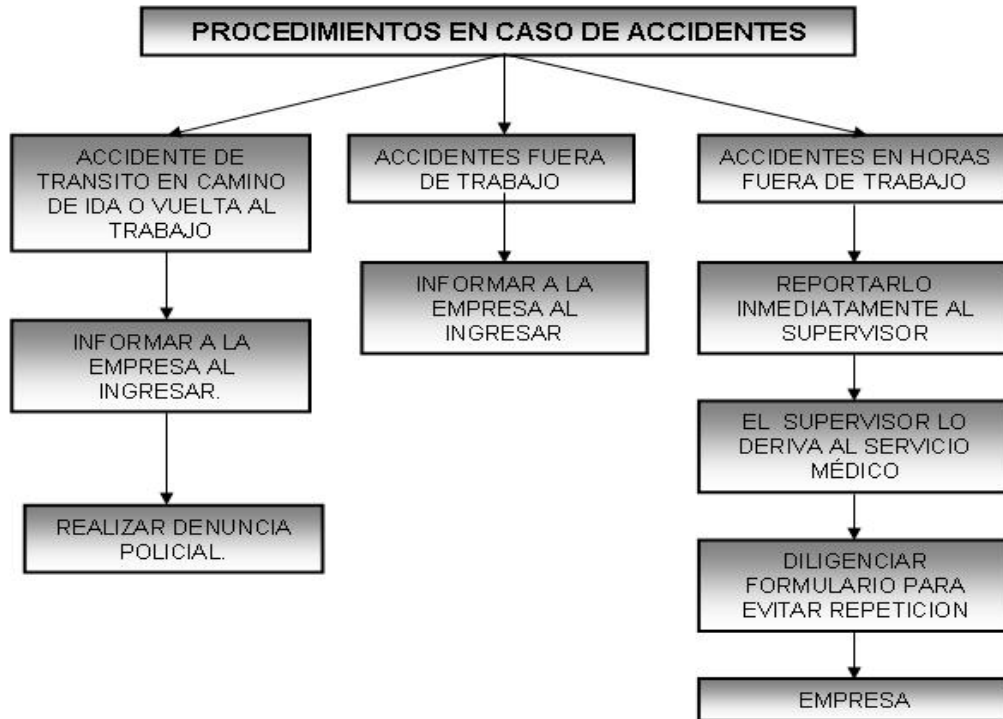 PROCEDIMIENTOS EN CASO DE ACCIDENTES
ACCIDENTE DE
TRANSITO EN CAMINO
DE IDA O VUELTA AL
TRABAJO
INFORMAR A LA
EMPRESA AL
INGRESAR.
REALIZAR DENUNCIA
POLICIAL.
ACCIDENTES FUERA
DE TRABAJO
INFORMAR A LA
EMPRESA AL
INGRESAR
ACCIDENTES EN HORAS
FUERA DE TRABAJO
REPORTARLO
INMEDIATAMENTE AL
SUPERVISOR
EL SUPERVISOR LO
DERIVA AL SERVICIO
MÉDICO
DILIGENCIAR
FORMULARIO PARA
EVITAR REPETICION
EMPRESA